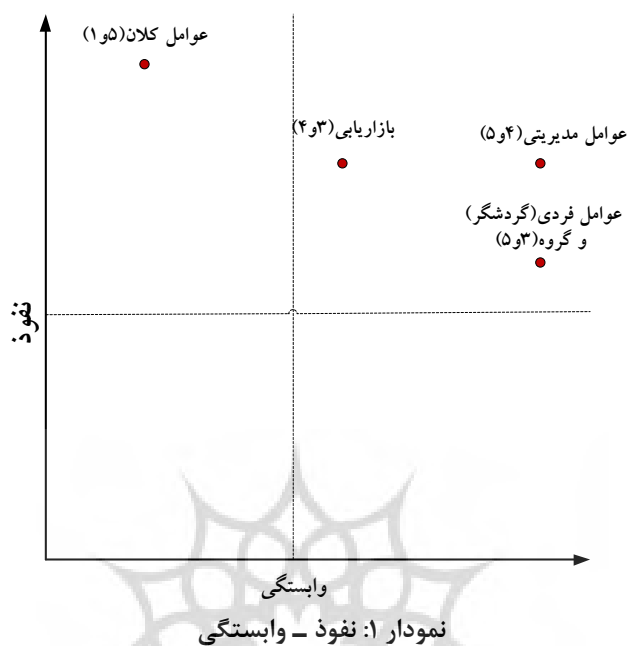 عوامل کلان(۵و۱)
بازاریابی(۳و۴)
عوامل مدیریتی(۴و۵)
عوامل فردی(گردشگر)
و گروه(۳و۵)
نفوذ
وابستگی
نمودار ۱: نفوذ – وابستگی